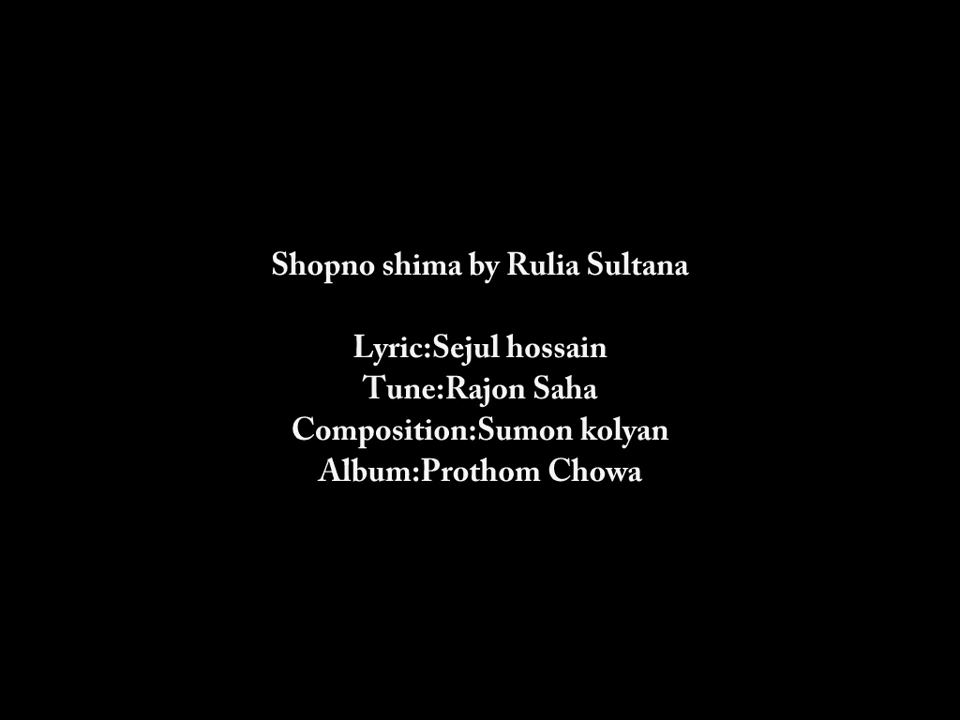 Shopno shima by Rulia Sultana
Lyric:Sejul hossain
Tune:Rajon Saha
Composition:Sumon kolyan
Album:Prothom Chowa